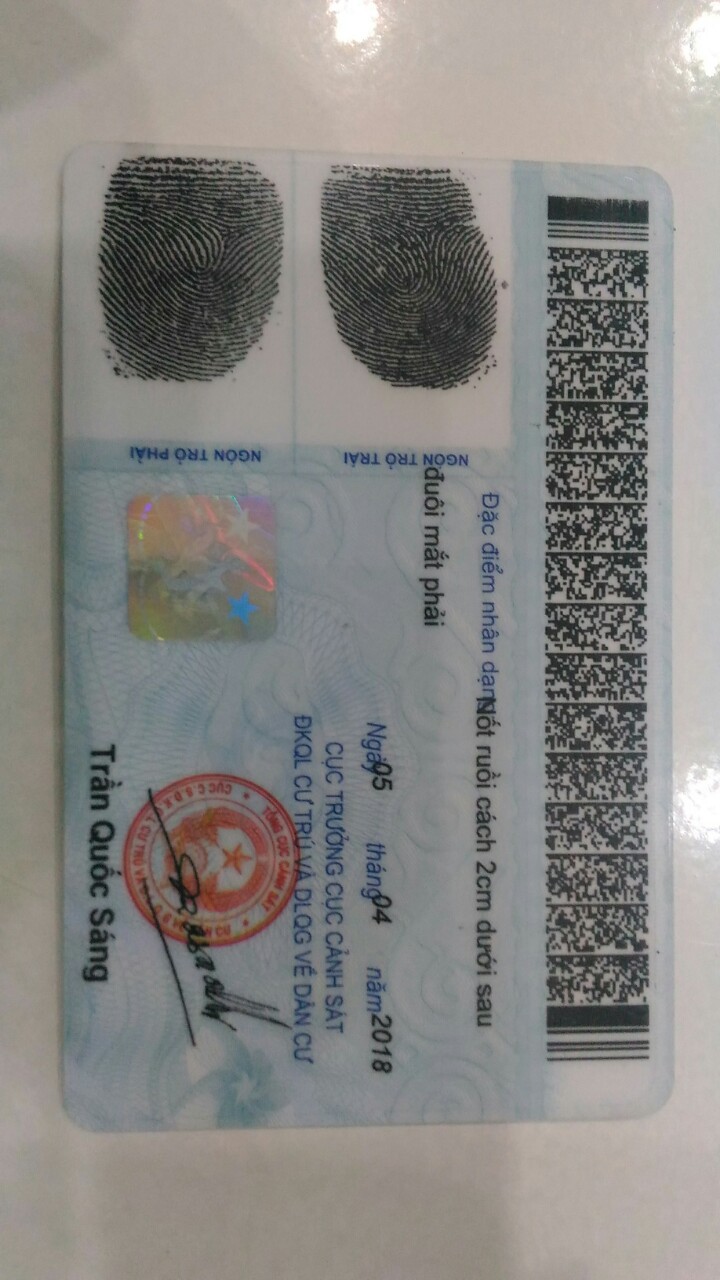 Đặc điểm nhân dạng Nốt ruồi cách 2cm dưới sau
đuôi mắt phải
NGÓN TRỎ TRÁI
NGÓN TRỎ PHẢI
Ngày 05 tháng 04 năm 2018
CỤC TRƯỞNG CỤC CẢNH SÁT
ĐKQL CƯ TRÚ VÀ DLQG VỀ DÂN CƯ
TỔNG CỤC CẢNH SÁT
Trần Quốc Sáng